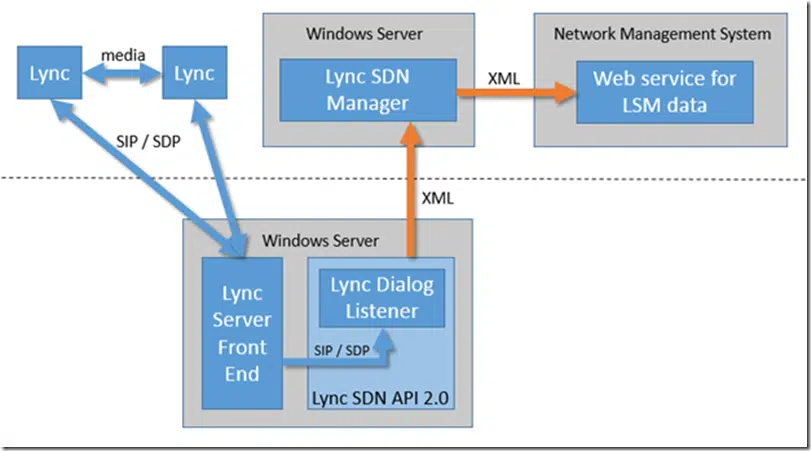 Lync
media
Lync
SIP / SDP
Windows Server
Lync SDN
Manager
XML
Network Management System
Web service for
LSM data
XML
Windows Server
Lync
Server
Front
End
SIP / SDP
Lync Dialog
Listener
Lync SDN API 2.0